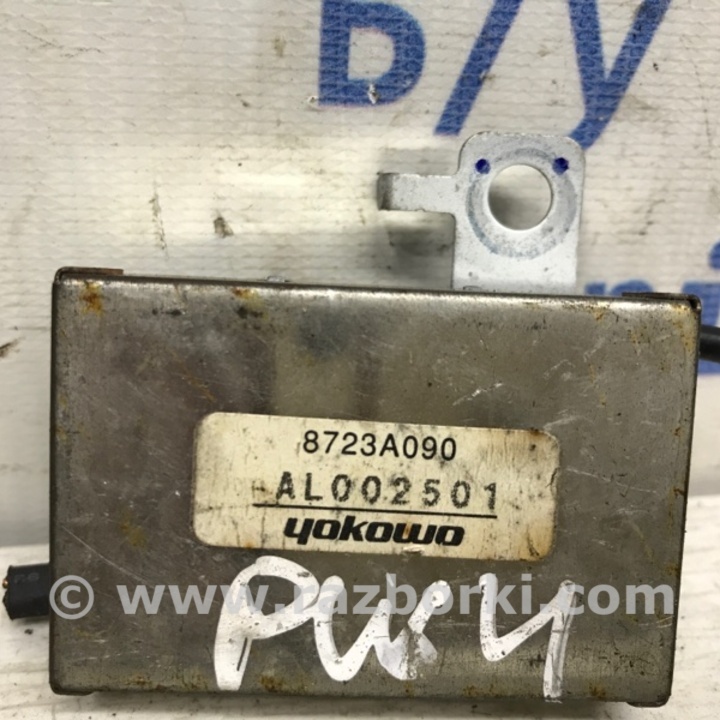 Б/У
8723A090
AL002501
yokowo
© www.razborki.com